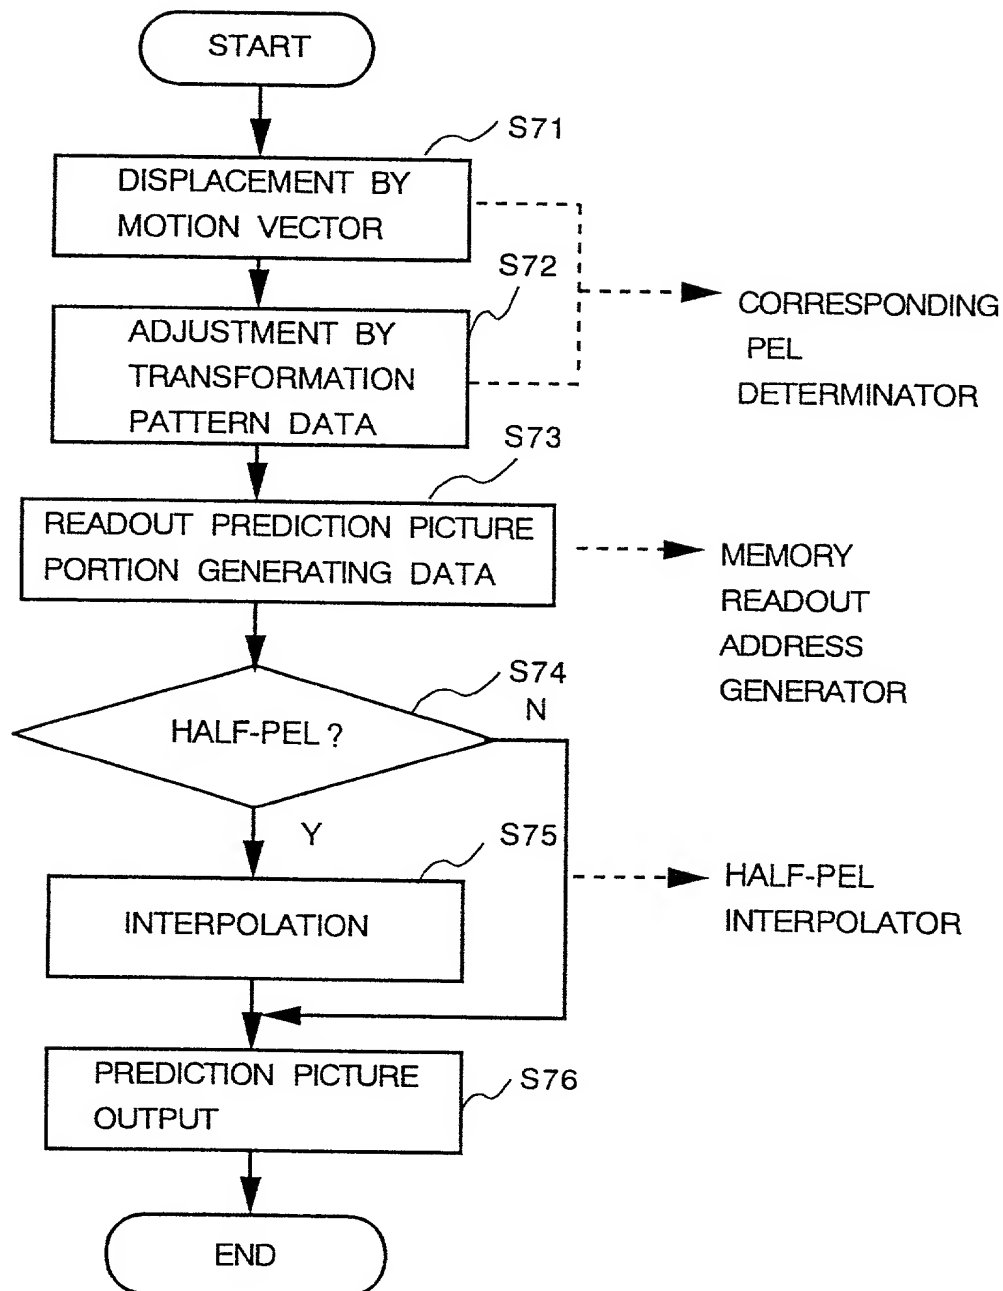 START
S71
DISPLACEMENT BY
MOTION VECTOR
S72
ADJUSTMENT BY
TRANSFORMATION
PATTERN DATA
CORRESPONDING
PEL
DETERMINATOR
S73
READOUT PREDICTION PICTURE
PORTION GENERATING DATA
MEMORY
READOUT
ADDRESS
GENERATOR
S74
HALF-PEL?
N
Y
S75
INTERPOLATION
HALF-PEL
INTERPOLATOR
PREDICTION PICTURE
OUTPUT
S76
END